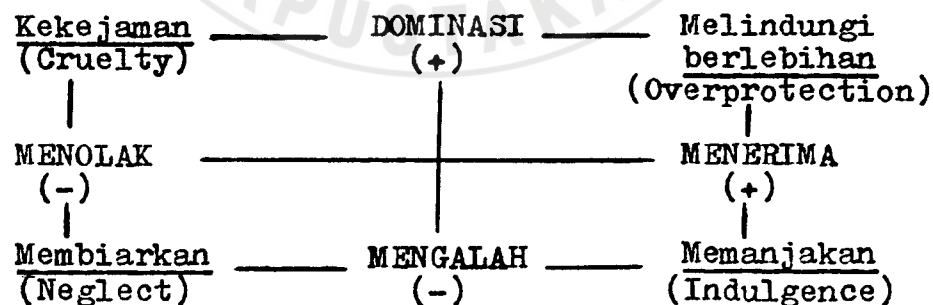 Kekejaman DOMINASI Melindungi
(Cruelty) (+) berlebihan
(Overprotection)
MENOLAK MENERIMA
(-) (+)
Membiarkan MENGALAH Memanjakan
(Neglect) (-) (Indulgence)